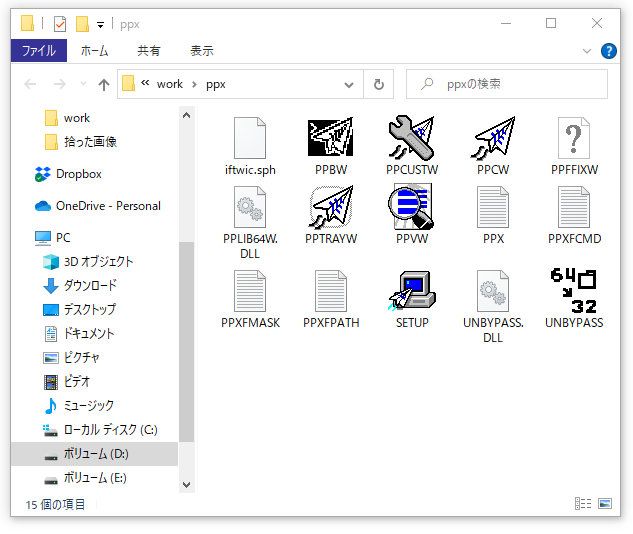 ppx
ファイル ホーム 共有 表示
work ppx ppxの検索
work
拾った画像
Dropbox
OneDrive - Personal
PC
3D オブジェクト
ダウンロード
デスクトップ
ドキュメント
ピクチャ
ビデオ
ミュージック
ローカル ディスク (C:)
ボリューム (D:)
ボリューム (E:)
iftwic.sph PPBW PPCUSTW PPCW PPFFIXW
PPLIB64W.
DLL PPTRAYW PPVW PPX PPXFCMD
PPXFMASK PPXFPATH SETUP UNBYPASS.
DLL UNBYPASS
64
32
15 個の項目